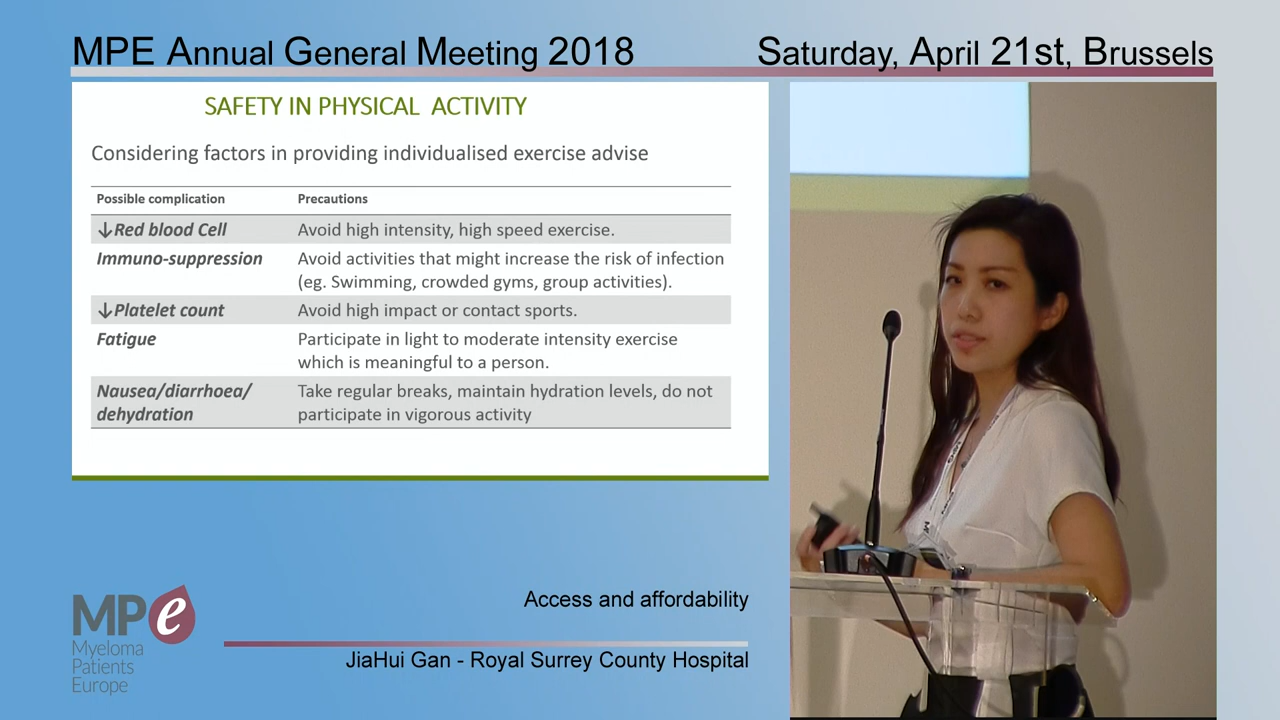 MPE Annual General Meeting 2018
Saturday, April 21st, Brussels
SAFETY IN PHYSICAL ACTIVITY
Considering factors in providing individualised exercise advise
Possible complication Precautions
↓Red blood Cell Avoid high intensity, high speed exercise.
Immuno-suppression Avoid activities that might increase the risk of infection
(eg. Swimming, crowded gyms, group activities).
↓Platelet count Avoid high impact or contact sports.
Fatigue Participate in light to moderate intensity exercise
which is meaningful to a person.
Nausea/diarrhoea/ Take regular breaks, maintain hydration levels, do not
dehydration participate in vigorous activity
Access and affordability
JiaHui Gan - Royal Surrey County Hospital
MPe
Myeloma
Patients
Europe